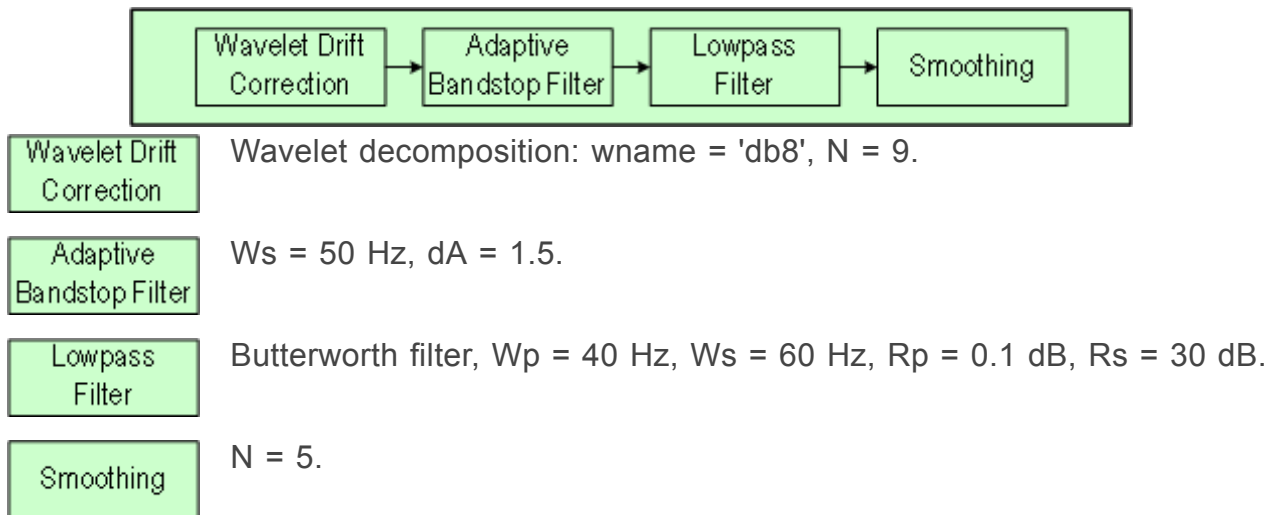 Wavelet Drift
Correction
Adaptive
Bandstop Filter
Lowpass
Filter
Smoothing
Wavelet Drift
Correction
Wavelet decomposition: wname = 'db8', N = 9.
Adaptive
Bandstop Filter
Ws = 50 Hz, dA = 1.5.
Lowpass
Filter
Butterworth filter, Wp = 40 Hz, Ws = 60 Hz, Rp = 0.1 dB, Rs = 30 dB.
Smoothing
N = 5.